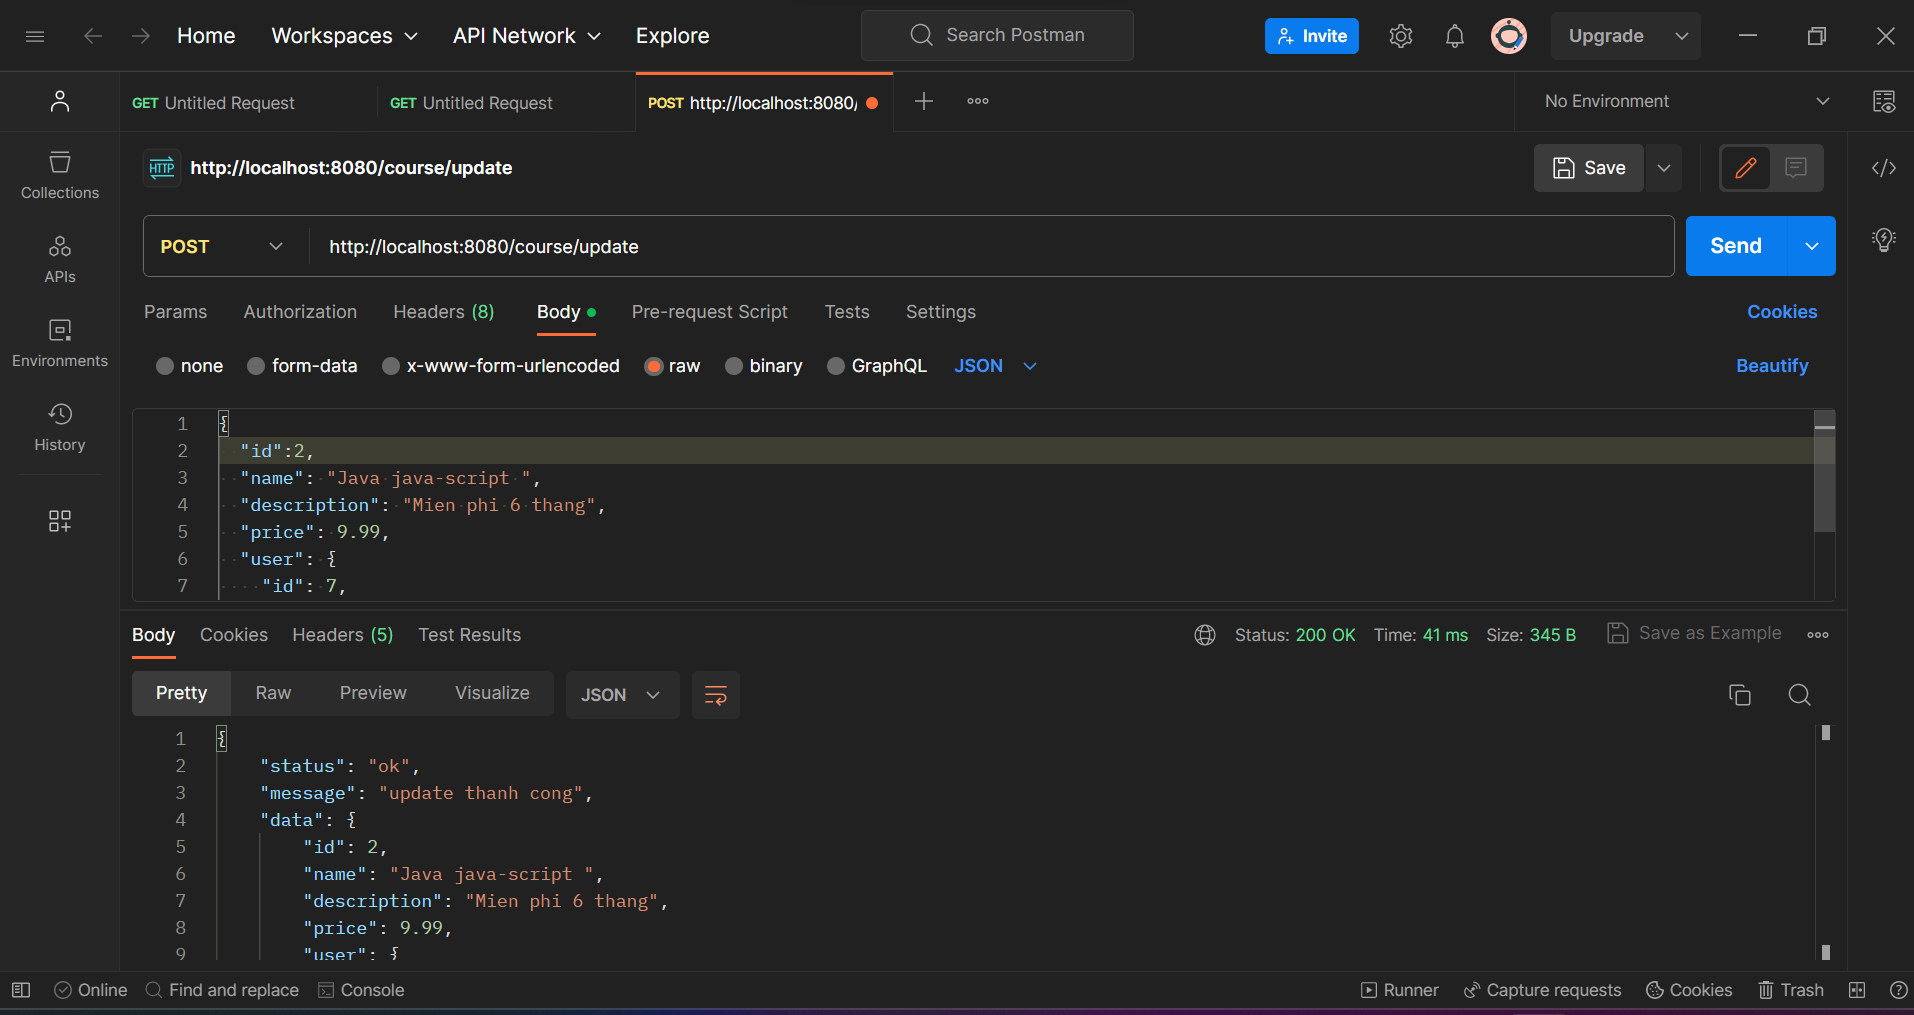 Home Workspaces API Network Explore Search Postman Invite Upgrade
GET Untitled Request GET Untitled Request POST http://localhost:8080/ No Environment
HTTP http://localhost:8080/course/update Save
Collections
POST http://localhost:8080/course/update Send
APIs
Params Authorization Headers (8) Body Pre-request Script Tests Settings Cookies
Environments
none form-data x-www-form-urlencoded raw binary GraphQL JSON Beautify
History
1 {
2 "id":2,
3 "name": "Java java-script ",
4 "description": "Mien phi 6 thang",
5 "price": 9.99,
6 "user": {
7 "id": 7,
Body Cookies Headers (5) Test Results Status: 200 OK Time: 41 ms Size: 345 B Save as Example
Pretty Raw Preview Visualize JSON
1 {
2 "status": "ok",
3 "message": "update thanh cong",
4 "data": {
5 "id": 2,
6 "name": "Java java-script ",
7 "description": "Mien phi 6 thang",
8 "price": 9.99,
9 "user": {
Online Find and replace Console Runner Capture requests Cookies Trash